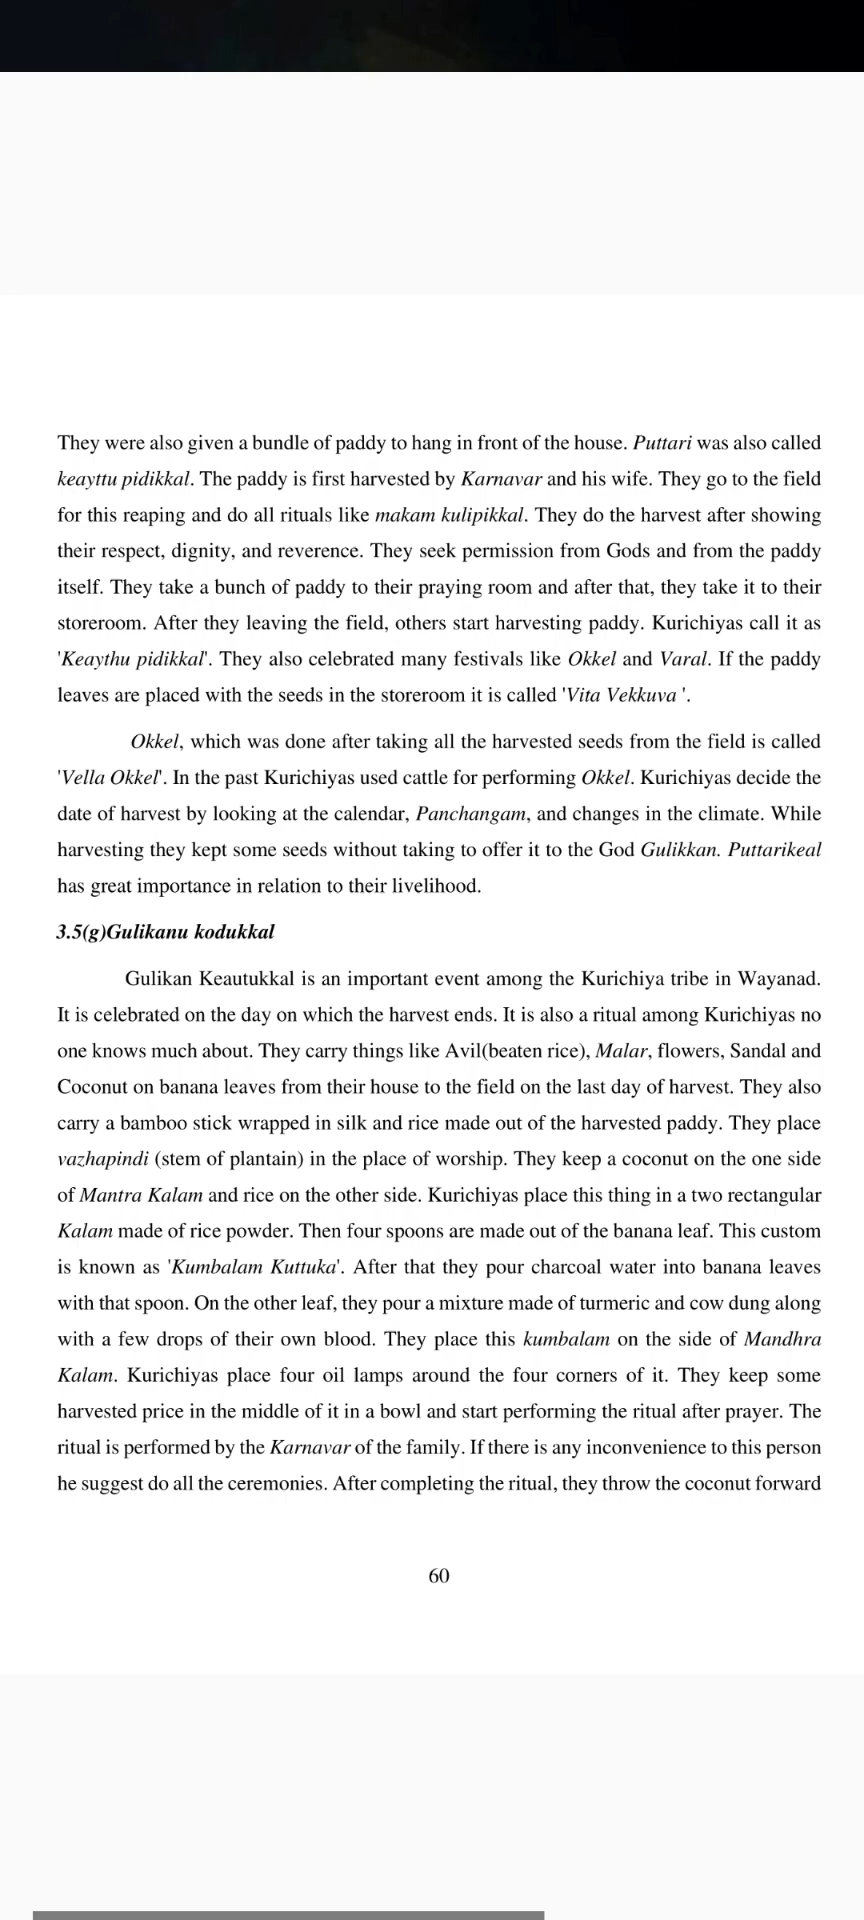 They were also given a bundle of paddy to hang in front of the house. Puttari was also called
keayttu pidikkal. The paddy is first harvested by Karnavar and his wife. They go to the field
for this reaping and do all rituals like makam kulipikkal. They do the harvest after showing
their respect, dignity, and reverence. They seek permission from Gods and from the paddy
itself. They take a bunch of paddy to their praying room and after that, they take it to their
storeroom. After they leaving the field, others start harvesting paddy. Kurichiyas call it as
'Keaythu pidikkal'. They also celebrated many festivals like Okkel and Varal. If the paddy
leaves are placed with the seeds in the storeroom it is called 'Vita Vekkuva '.
Okkel, which was done after taking all the harvested seeds from the field is called
'Vella Okkel'. In the past Kurichiyas used cattle for performing Okkel. Kurichiyas decide the
date of harvest by looking at the calendar, Panchangam, and changes in the climate. While
harvesting they kept some seeds without taking to offer it to the God Gulikkan. Puttarikeal
has great importance in relation to their livelihood.
3.5(g)Gulikanu kodukkal
Gulikan Keautukkal is an important event among the Kurichiya tribe in Wayanad.
It is celebrated on the day on which the harvest ends. It is also a ritual among Kurichiyas no
one knows much about. They carry things like Avil(beaten rice), Malar, flowers, Sandal and
Coconut on banana leaves from their house to the field on the last day of harvest. They also
carry a bamboo stick wrapped in silk and rice made out of the harvested paddy. They place
vazhapindi (stem of plantain) in the place of worship. They keep a coconut on the one side
of Mantra Kalam and rice on the other side. Kurichiyas place this thing in a two rectangular
Kalam made of rice powder. Then four spoons are made out of the banana leaf. This custom
is known as 'Kumbalam Kuttuka'. After that they pour charcoal water into banana leaves
with that spoon. On the other leaf, they pour a mixture made of turmeric and cow dung along
with a few drops of their own blood. They place this kumbalam on the side of Mandhra
Kalam. Kurichiyas place four oil lamps around the four corners of it. They keep some
harvested price in the middle of it in a bowl and start performing the ritual after prayer. The
ritual is performed by the Karnavar of the family. If there is any inconvenience to this person
he suggest do all the ceremonies. After completing the ritual, they throw the coconut forward
60